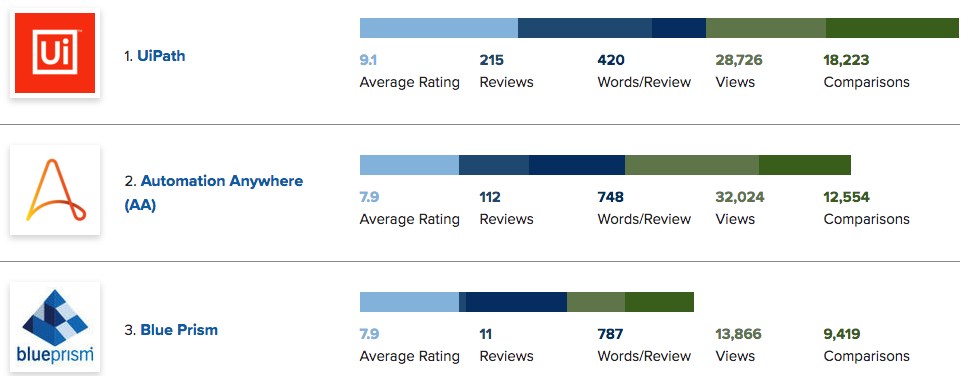 Ui
1. UiPath
9.1 215 420 28,726 18,223
Average Rating Reviews Words/Review Views Comparisons
2. Automation Anywhere
(AA)
7.9 112 748 32,024 12,554
Average Rating Reviews Words/Review Views Comparisons
blueprism
3. Blue Prism
7.9 11 787 13,866 9,419
Average Rating Reviews Words/Review Views Comparisons